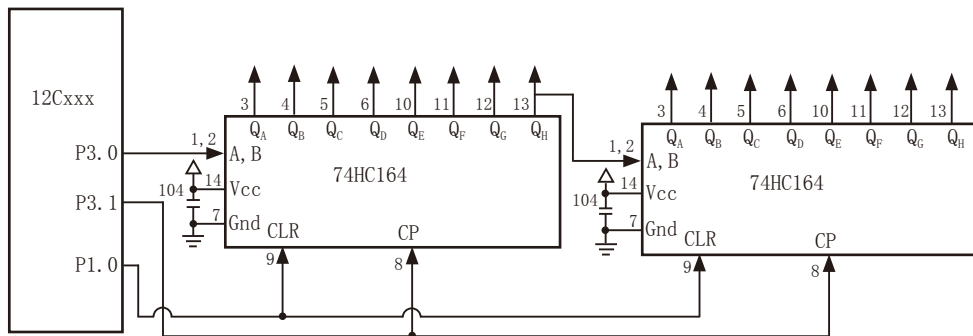 12Cxxx
P3.0
P3.1
P1.0
3 4 5 6 10 11 12 13
QA QB QC QD QE QF QG QH
1,2
A,B
74HC164
14
Vcc
104
7
Gnd
CLR
CP
9
8
3 4 5 6 10 11 12 13
QA QB QC QD QE QF QG QH
1,2
A,B
74HC164
14
Vcc
104
7
Gnd
CLR
CP
9
8